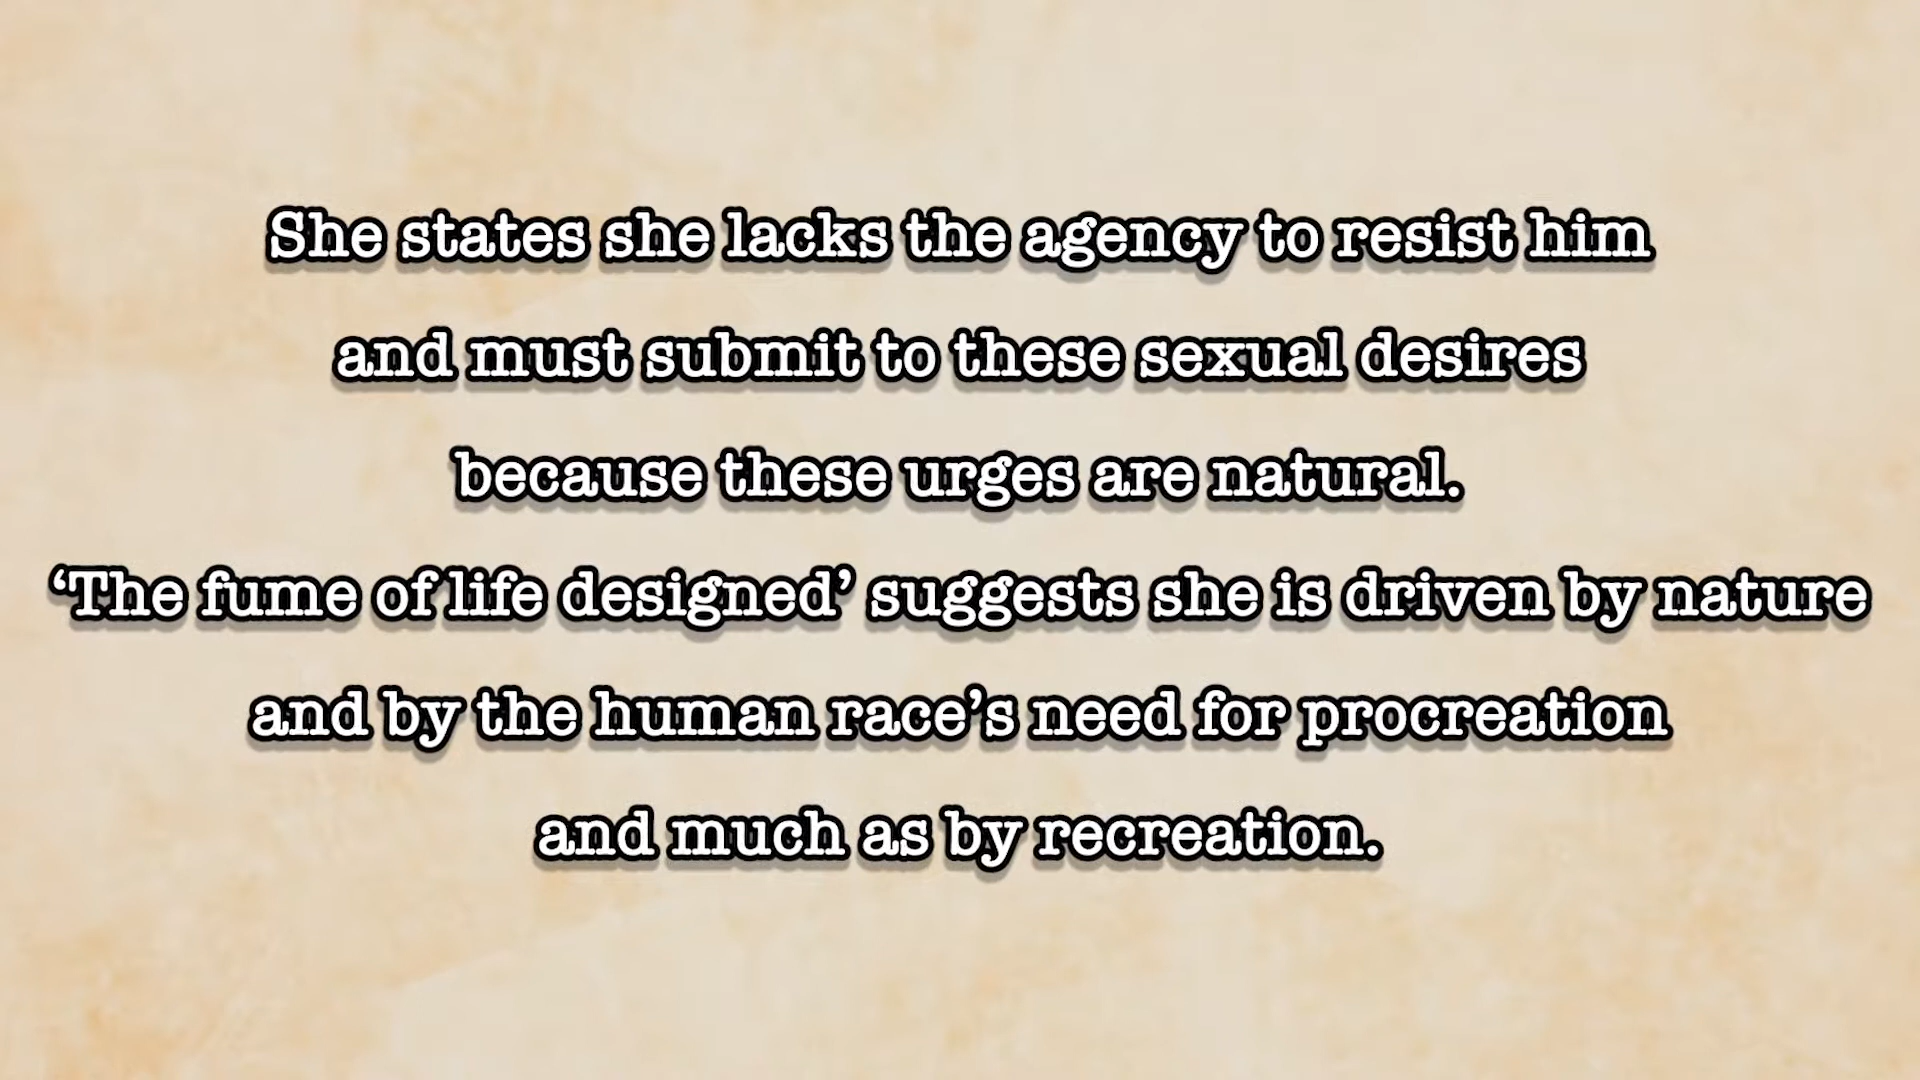 She states she lacks the agency to resist him
and must submit to these sexual desires
because these urges are natural.
‘The fume of life designed’ suggests she is driven by nature
and by the human race’s need for procreation
and much as by recreation.